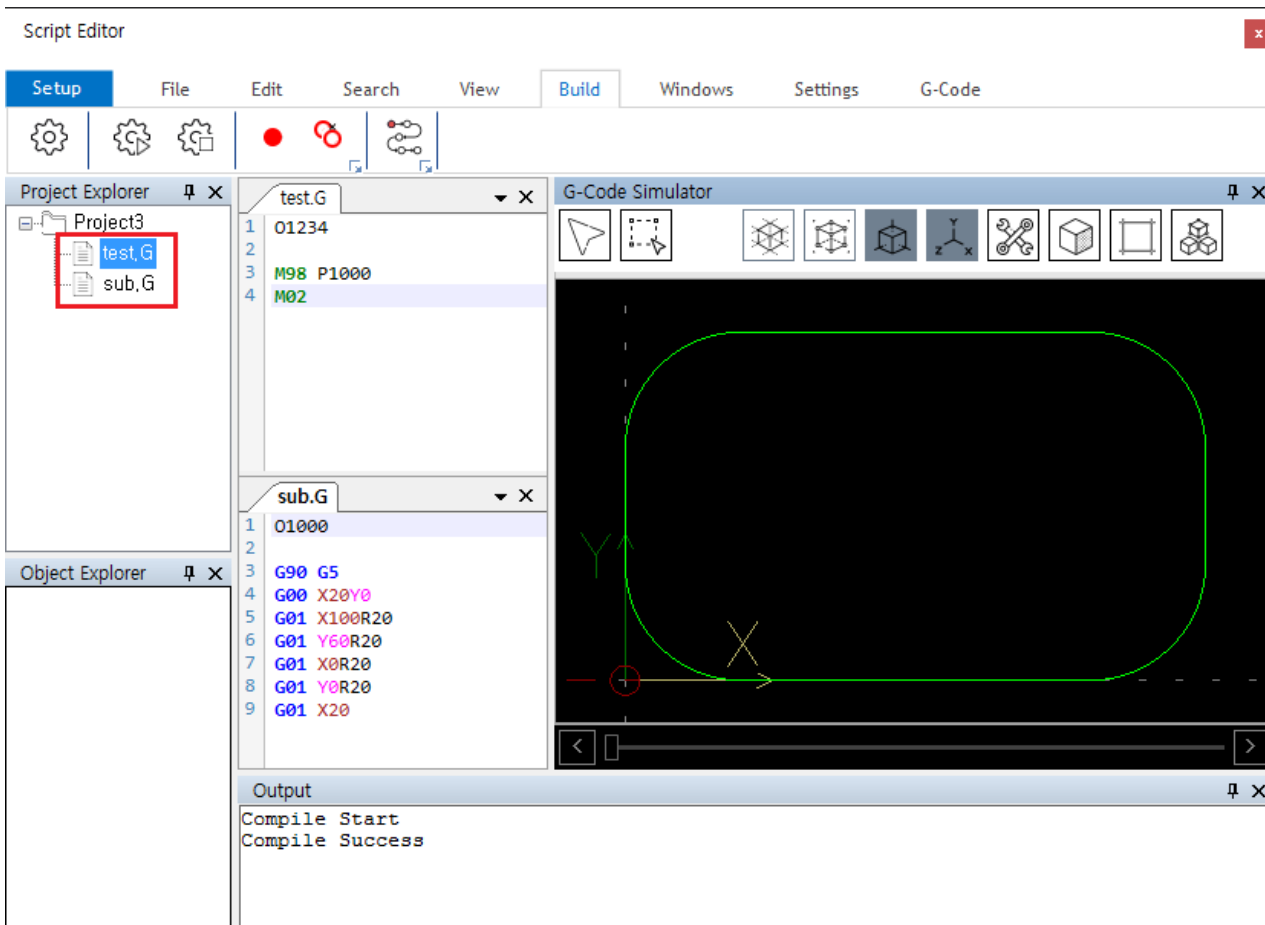 Script Editor
x
Setup File Edit Search View Build Windows Settings G-Code
Project Explorer
Project3
test,G
sub,G
Object Explorer
test.G
1 O1234
2
3 M98 P1000
4 M02
sub.G
1 O1000
2
3 G90 G5
4 G00 X20Y0
5 G01 X100R20
6 G01 Y60R20
7 G01 X0R20
8 G01 Y0R20
9 G01 X20
G-Code Simulator
Y
z x
Y
X
Output
Compile Start
Compile Success